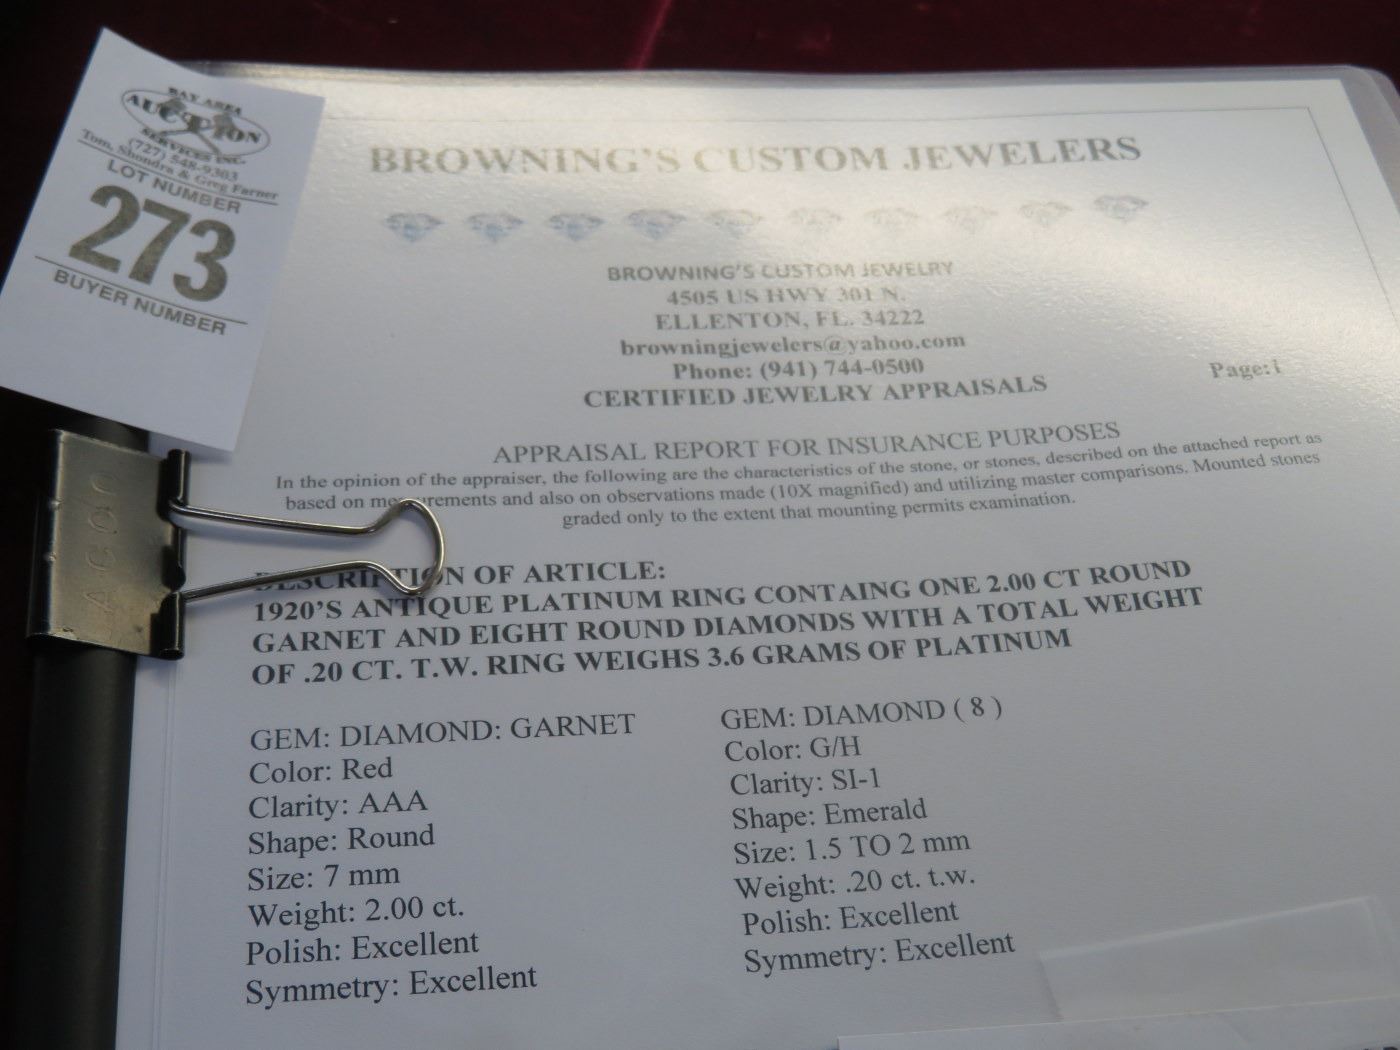 BAY AREA
AUCTION
SERVICES INC.
(727) 548-9303
Tom, Shondra & Greg Farner
LOT NUMBER
273
BUYER NUMBER
BROWNING'S CUSTOM JEWELERS
BROWNING'S CUSTOM JEWELRY
4505 US HWY 301 N.
ELLENTON, FL. 34222
browningjewelers@yahoo.com
Phone: (941) 744-0500
Page:1
CERTIFIED JEWELRY APPRAISALS
APPRAISAL REPORT FOR INSURANCE PURPOSES
In the opinion of the appraiser, the following are the characteristics of the stone, or stones, described on the attached report as
based on measurements and also on observations made (10X magnified) and utilizing master comparisons. Mounted stones
graded only to the extent that mounting permits examination.
ACCO
DESCRIPTION OF ARTICLE:
1920'S ANTIQUE PLATINUM RING CONTAING ONE 2.00 CT ROUND
GARNET AND EIGHT ROUND DIAMONDS WITH A TOTAL WEIGHT
OF .20 CT. T.W. RING WEIGHS 3.6 GRAMS OF PLATINUM
GEM: DIAMOND: GARNET
Color: Red
Clarity: AAA
Shape: Round
Size: 7 mm
Weight: 2.00 ct.
Polish: Excellent
Symmetry: Excellent
GEM: DIAMOND ( 8 )
Color: G/H
Clarity: SI-1
Shape: Emerald
Size: 1.5 TO 2 mm
Weight: .20 ct. t.w.
Polish: Excellent
Symmetry: Excellent